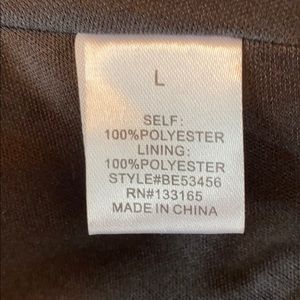 L
SELF:
100%POLYESTER
LINING:
100%POLYESTER
STYLE#BE53456
RN#133165
MADE IN CHINA